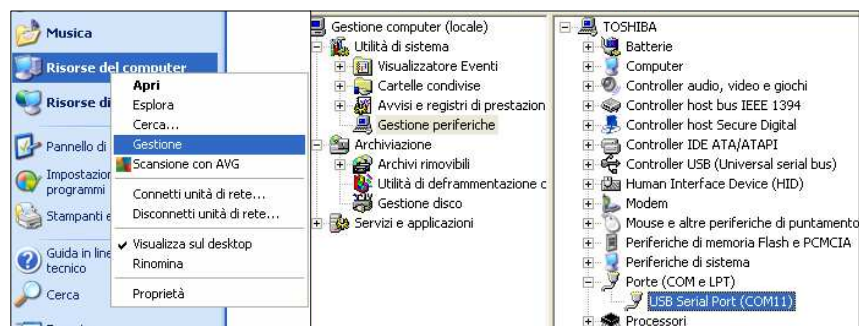 Musica
Risorse del computer
Risorse di
Pannello di
Impostazion
programmi
Stampanti e
Guida in line
tecnico
Cerca
Apri
Esplora
Cerca...
Gestione
Scansione con AVG
Connetti unità di rete...
Disconnetti unità di rete...
Visualizza sul desktop
Rinomina
Proprietà
Gestione computer (locale)
Utilità di sistema
Visualizzatore Eventi
Cartelle condivise
Avvisi e registri di prestazion
Gestione periferiche
Archiviazione
Archivi rimovibili
Utilità di deframmentazione c
Gestione disco
Servizi e applicazioni
TOSHIBA
Batterie
Computer
Controller audio, video e giochi
Controller host bus IEEE 1394
Controller host Secure Digital
Controller IDE ATA/ATAPI
Controller USB (Universal serial bus)
Human Interface Device (HID)
Modem
Mouse e altre periferiche di puntamento
Periferiche di memoria Flash e PCMCIA
Periferiche di sistema
Porte (COM e LPT)
USB Serial Port (COM11)
Processori